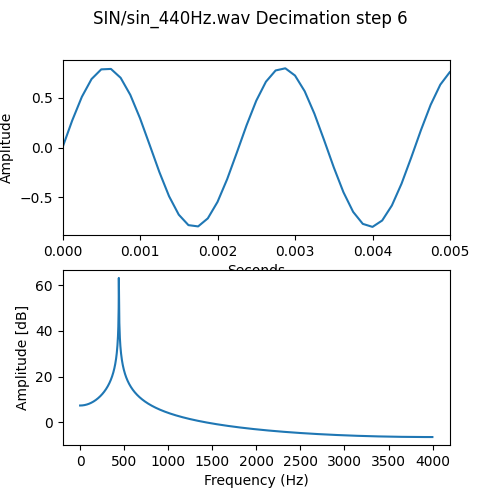 SIN/sin_440Hz.wav Decimation step 6
Amplitude
0.5
0.0
−0.5
0.000 0.001 0.002 0.003 0.004 0.005
Seconds
Amplitude [dB]
60
40
20
0
0 500 1000 1500 2000 2500 3000 3500 4000
Frequency (Hz)